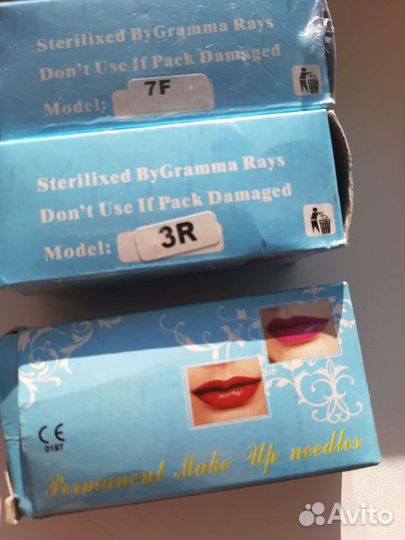 Sterilixed ByGramma Rays
Don't Use If Pack Damaged
Model: 7F
Sterilixed ByGramma Rays
Don't Use If Pack Damaged
Model: 3R
CE
0197
Permanent Make Up needles
Avito